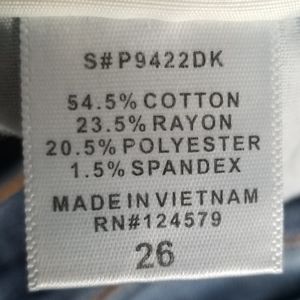 S#P9422DK
54.5% COTTON
23.5% RAYON
20.5% POLYESTER
1.5% SPANDEX
MADE IN VIETNAM
RN#124579
26